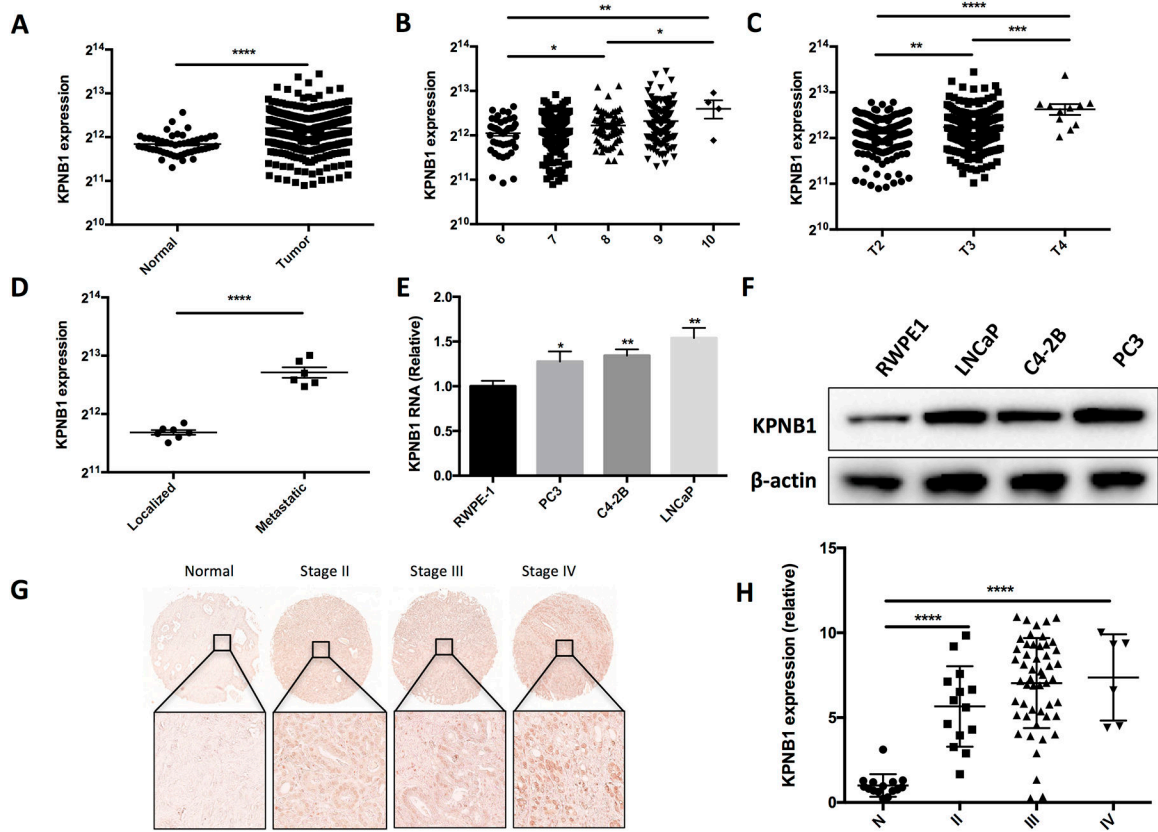 A
KPNB1 expression
2^14
2^13
2^12
2^11
2^10
****
Normal
Tumor
B
KPNB1 expression
2^14
2^13
2^12
2^11
2^10
**
*
*
6
7
8
9
10
C
KPNB1 expression
2^14
2^13
2^12
2^11
2^10
****
**
***
T2
T3
T4
D
KPNB1 expression
2^14
2^13
2^12
2^11
****
Localized
Metastatic
E
KPNB1 RNA (Relative)
2.0
1.5
1.0
0.5
0.0
*
**
**
RWPE-1
PC3
C4-2B
LNCaP
F
RWPE1
LNCaP
C4-2B
PC3
KPNB1
β-actin
G
Normal
Stage II
Stage III
Stage IV
H
KPNB1 expression (relative)
15
10
5
0
****
****
N
II
III
IV